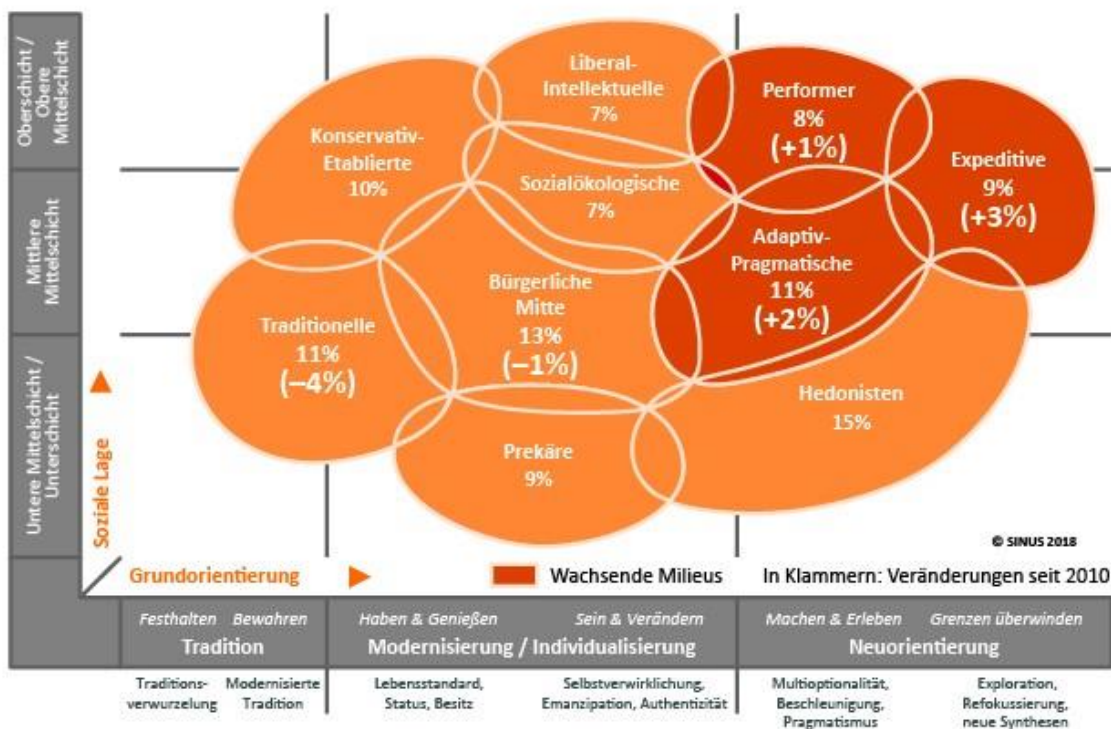 Oberschicht /
Obere
Mittelschicht
Mittlere
Mittelschicht
Untere Mittelschicht /
Unterschicht
Soziale Lage
Liberal-
Intellektuelle
7%
Performer
8%
(+1%)
Konservativ-
Etablierte
10%
Expeditive
9%
(+3%)
Sozialökologische
7%
Adaptiv-
Pragmatische
11%
(+2%)
Bürgerliche
Mitte
13%
(–1%)
Traditionelle
11%
(–4%)
Hedonisten
15%
Prekäre
9%
© SINUS 2018
Grundorientierung
Wachsende Milieus
In Klammern: Veränderungen seit 2010
Festhalten
Bewahren
Tradition
Haben & Genießen
Sein & Verändern
Modernisierung / Individualisierung
Machen & Erleben
Grenzen überwinden
Neuorientierung
Traditions-
verwurzelung
Modernisierte
Tradition
Lebensstandard,
Status, Besitz
Selbstverwirklichung,
Emanzipation, Authentizität
Multioptionalität,
Beschleunigung,
Pragmatismus
Exploration,
Refokussierung,
neue Synthesen